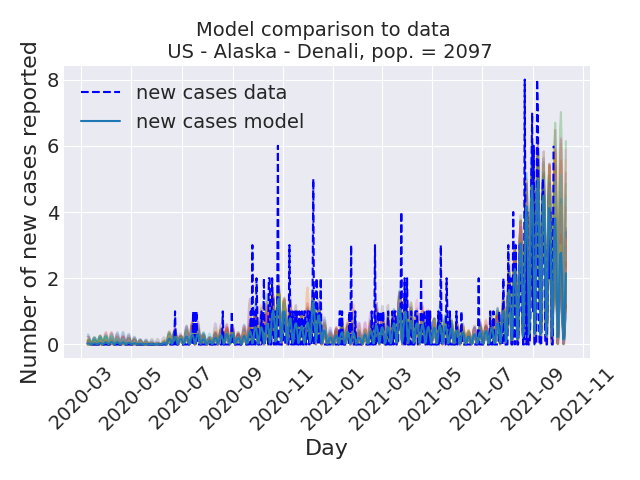 Model comparison to data
US - Alaska - Denali, pop. = 2097
Number of new cases reported
8
6
4
2
0
new cases data
new cases model
2020-03
2020-05
2020-07
2020-09
2020-11
2021-01
2021-03
2021-05
2021-07
2021-09
2021-11
Day